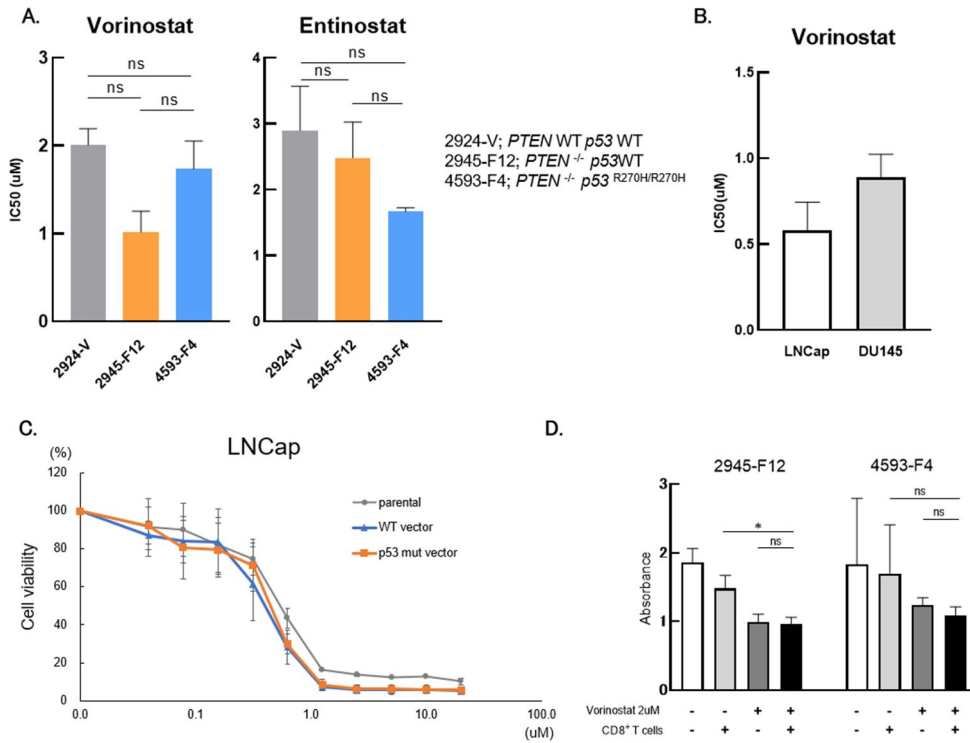 A.
Vorinostat
Entinostat
IC50 (uM)
3
2
1
0
ns
ns
ns
2924-V
2945-F12
4593-F4
4
3
2
1
0
ns
ns
ns
2924-V
2945-F12
4593-F4
2924-V; PTEN WT p53 WT
2945-F12; PTEN -/- p53WT
4593-F4; PTEN -/- p53 R270H/R270H
B.
Vorinostat
IC50(uM)
1.5
1.0
0.5
0.0
LNCap
DU145
C.
LNCap
(%)
Cell viability
120
100
80
60
40
20
0
parental
WT vector
p53 mut vector
0.0
0.1
1.0
10.0
100.0
(uM)
D.
2945-F12
4593-F4
Absorbance
3
2
1
0
*
ns
ns
ns
Vorinostat 2uM - - + + - - + +
CD8+ T cells - + - + - + - +